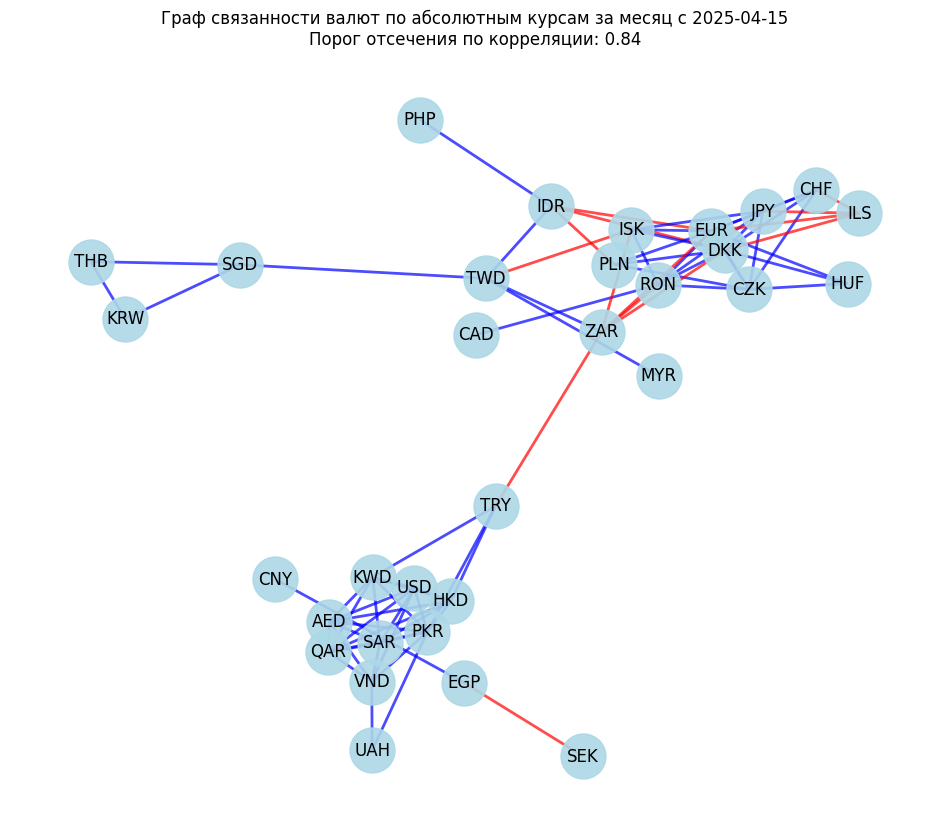 Граф связанности валют по абсолютным курсам за месяц с 2025-04-15
Порог отсечения по корреляции: 0.84
PHP
IDR
CHF
JPY
ILS
ISK
EUR
DKK
THB
SGD
PLN
TWD
RON
CZK
HUF
KRW
CAD
ZAR
MYR
TRY
CNY
KWD
USD
HKD
AED
PKR
SAR
QAR
VND
EGP
UAH
SEK